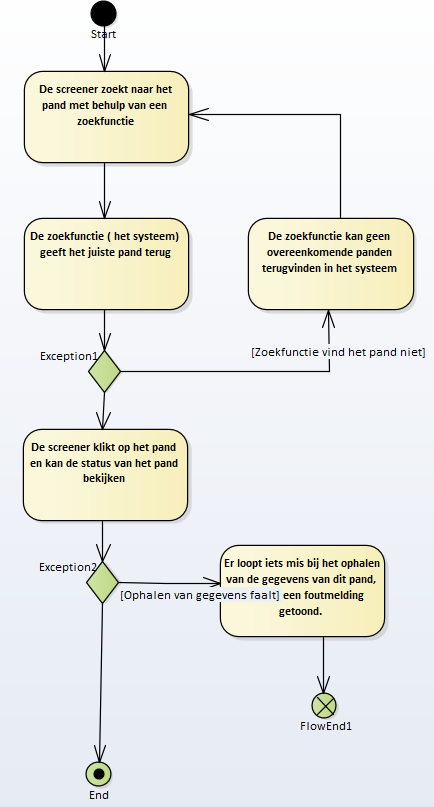 Start
De screener zoekt naar het
pand met behulp van een
zoekfunctie
De zoekfunctie ( het systeem)
geeft het juiste pand terug
De zoekfunctie kan geen
overeenkomende panden
terugvinden in het systeem
Exception1
[Zoekfunctie vind het pand niet]
De screener klikt op het pand
en kan de status van het pand
bekijken
Exception2
[Ophalen van gegevens faalt]
Er loopt iets mis bij het ophalen
van de gegevens van dit pand,
een foutmelding
getoond.
FlowEnd1
End